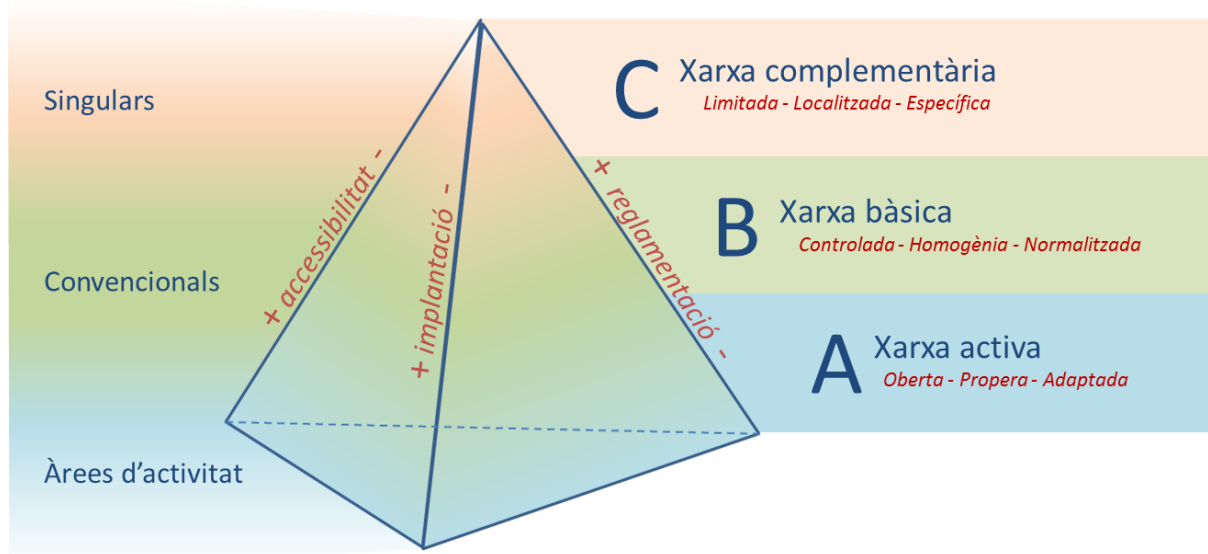 Singulars
Convencionals
Àrees d'activitat
+ accessibilitat -
+ implantació -
+ reglamentació -
C
Xarxa complementària
Limitada - Localitzada - Específica
B
Xarxa bàsica
Controlada - Homogènia - Normalitzada
A
Xarxa activa
Oberta - Propera - Adaptada